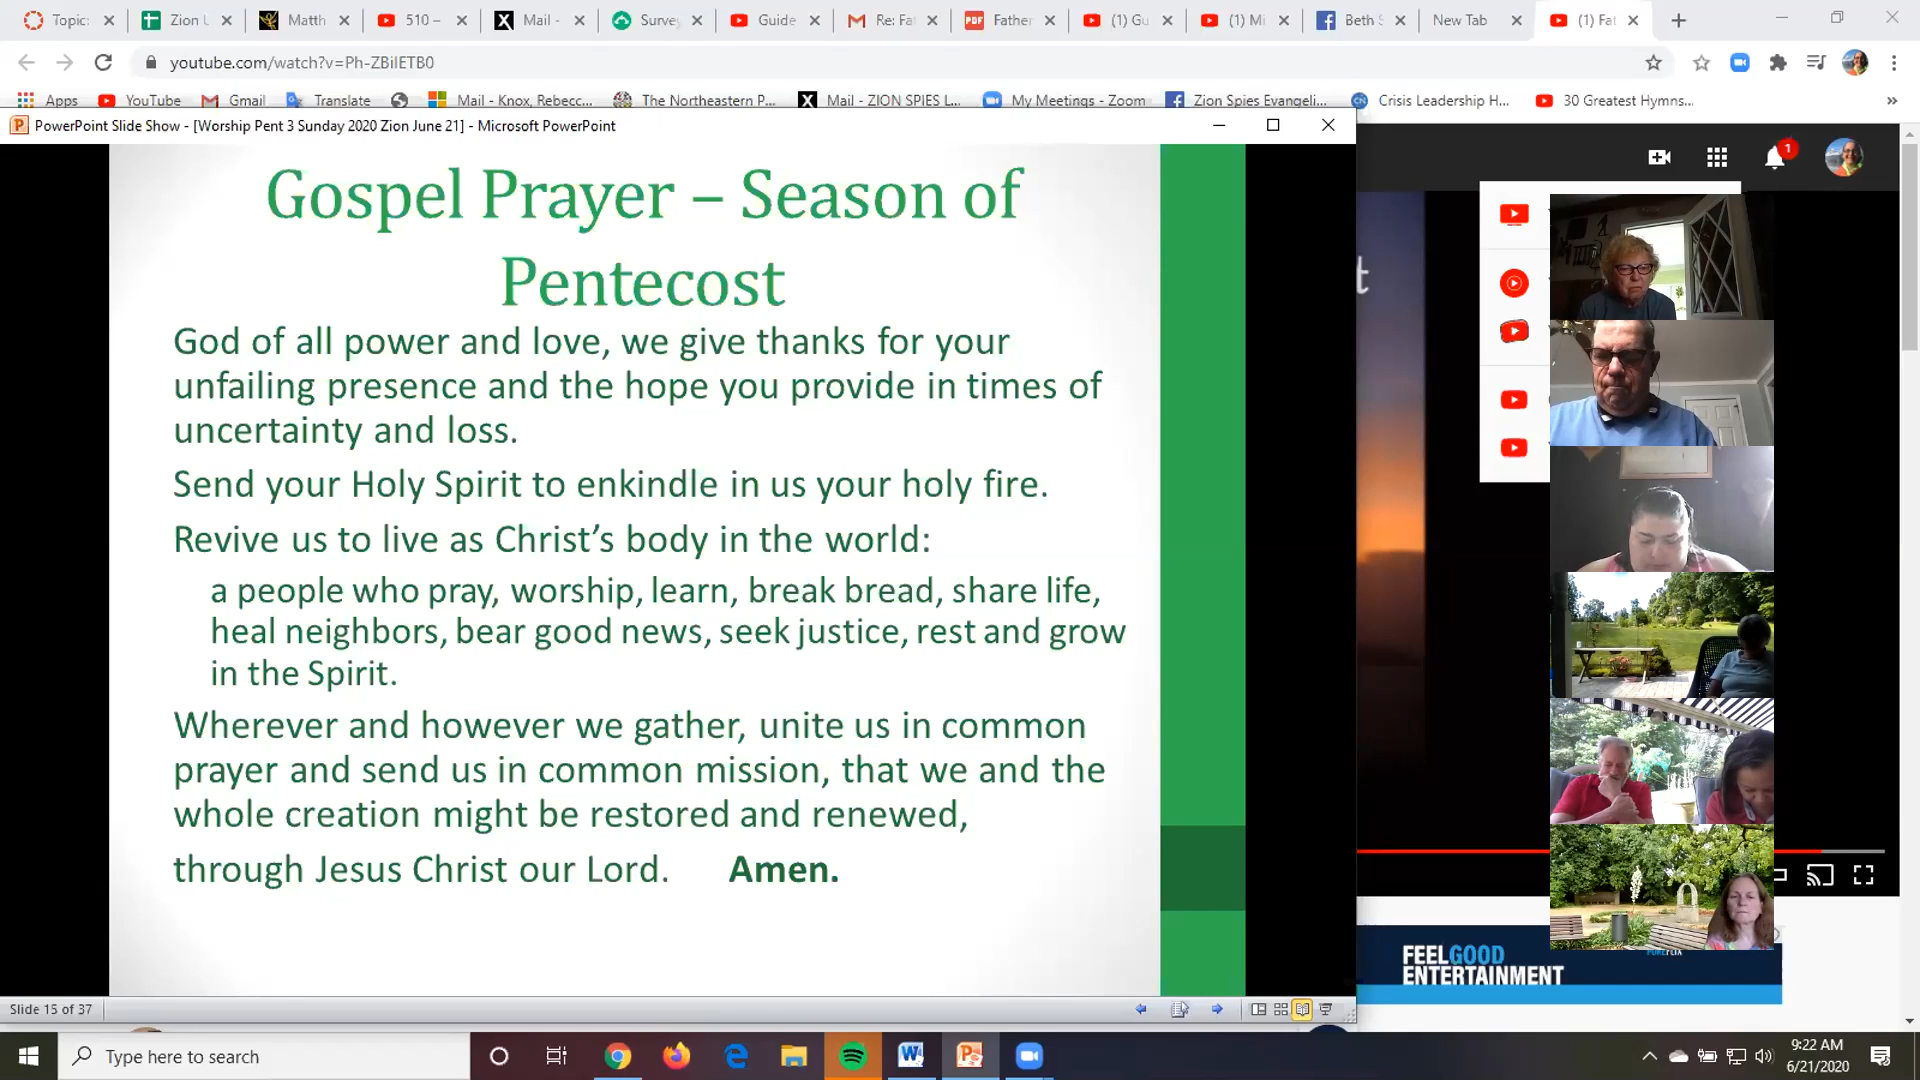 Topic:
Zion U
Matth
510 –
Mail -
Survey
Guide
Re: Fat
PDF
Father
(1) Gu
(1) Mi
Beth S
New Tab
(1) Fat
youtube.com/watch?v=Ph-ZBilETB0
Apps
YouTube
Gmail
Translate
Mail - Knox, Rebecc...
The Northeastern P...
Mail - ZION SPIES L...
My Meetings - Zoom
Zion Spies Evangeli...
Crisis Leadership H...
30 Greatest Hymns...
PowerPoint Slide Show - [Worship Pent 3 Sunday 2020 Zion June 21] - Microsoft PowerPoint
1
Gospel Prayer – Season of
Pentecost
God of all power and love, we give thanks for your
unfailing presence and the hope you provide in times of
uncertainty and loss.
Send your Holy Spirit to enkindle in us your holy fire.
Revive us to live as Christ's body in the world:
a people who pray, worship, learn, break bread, share life,
heal neighbors, bear good news, seek justice, rest and grow
in the Spirit.
Wherever and however we gather, unite us in common
prayer and send us in common mission, that we and the
whole creation might be restored and renewed,
through Jesus Christ our Lord. Amen.
t
FEELGOOD
ENTERTAINMENT
PUREFLIX
Slide 15 of 37
Type here to search
9:22 AM
6/21/2020